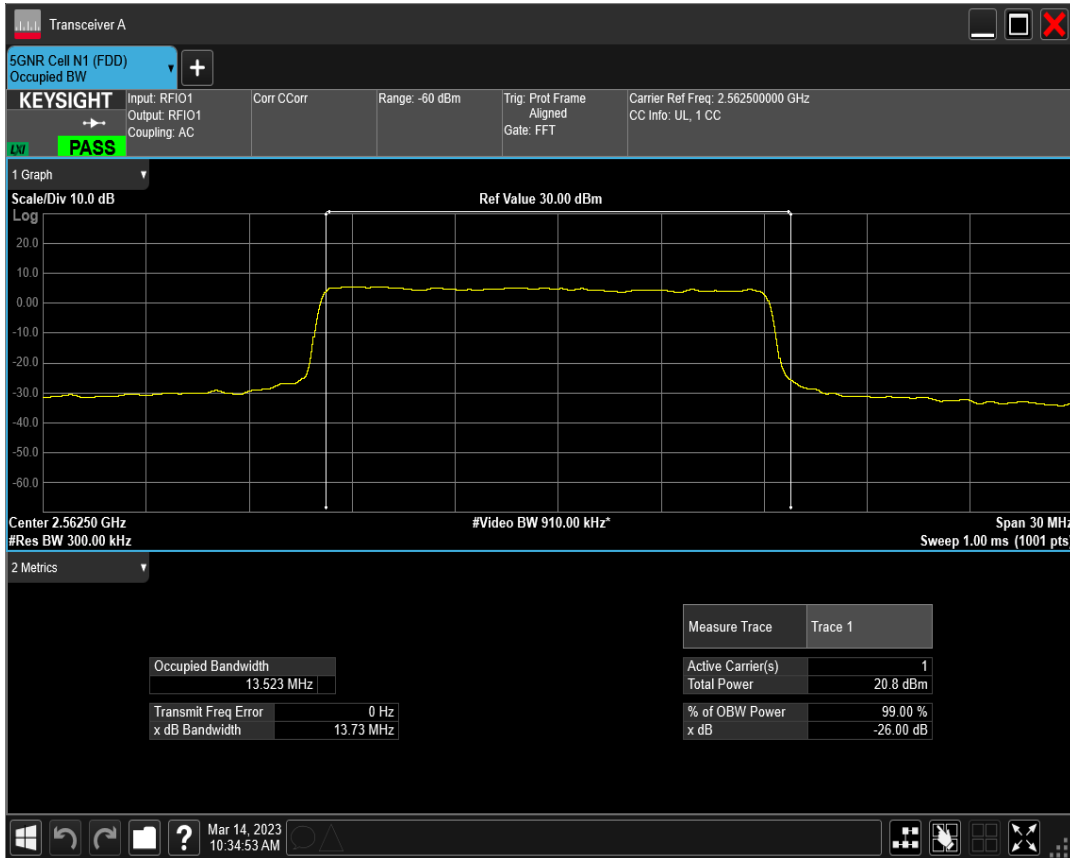 Transceiver A
5GNR Cell N1 (FDD)
Occupied BW
+
KEYSIGHT
LXI
PASS
Input: RFIO1
Output: RFIO1
Coupling: AC
Corr CCorr
Range: -60 dBm
Trig: Prot Frame
Aligned
Gate: FFT
Carrier Ref Freq: 2.562500000 GHz
CC Info: UL, 1 CC
1 Graph
Scale/Div 10.0 dB
Ref Value 30.00 dBm
Log
20.0
10.0
0.00
-10.0
-20.0
-30.0
-40.0
-50.0
-60.0
Center 2.56250 GHz
#Video BW 910.00 kHz*
Span 30 MHz
#Res BW 300.00 kHz
Sweep 1.00 ms (1001 pts)
2 Metrics
Measure Trace Trace 1
Occupied Bandwidth
13.523 MHz
Active Carrier(s) 1
Total Power 20.8 dBm
Transmit Freq Error 0 Hz
x dB Bandwidth 13.73 MHz
% of OBW Power 99.00 %
x dB -26.00 dB
?
Mar 14, 2023
10:34:53 AM